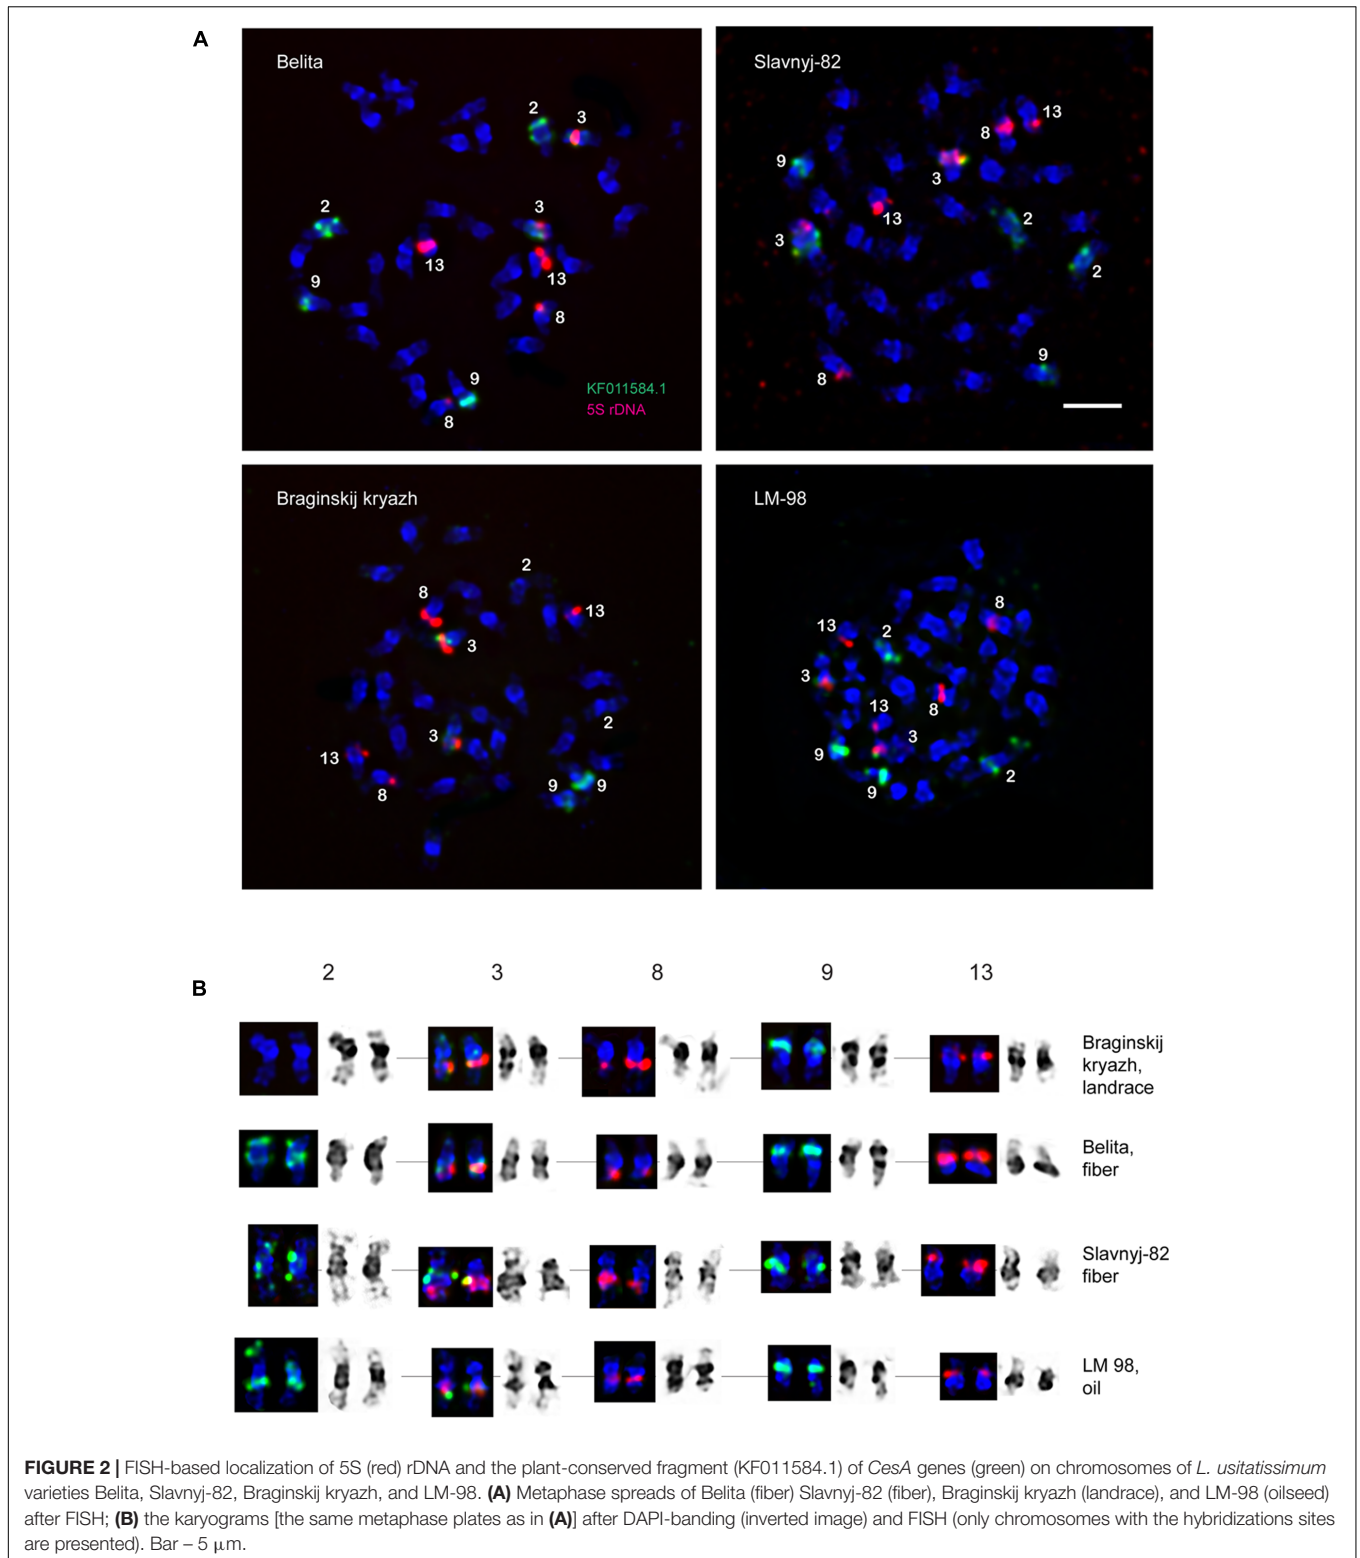 A
Belita
2
3
2
3
13
13
9
8
9
8
KF011584.1
5S rDNA
Slavnyj-82
13
8
9
3
13
2
3
2
9
8
Braginskij kryazh
2
8
13
3
2
3
13
8
9
9
LM-98
8
13
2
3
8
13
3
9
2
9
B
2 3 8 9 13
Braginskij
kryazh,
landrace
Belita,
fiber
Slavnyj-82
fiber
LM 98,
oil
FIGURE 2 | FISH-based localization of 5S (red) rDNA and the plant-conserved fragment (KF011584.1) of CesA genes (green) on chromosomes of L. usitatissimum
varieties Belita, Slavnyj-82, Braginskij kryazh, and LM-98. (A) Metaphase spreads of Belita (fiber) Slavnyj-82 (fiber), Braginskij kryazh (landrace), and LM-98 (oilseed)
after FISH; (B) the karyograms [the same metaphase plates as in (A)] after DAPI-banding (inverted image) and FISH (only chromosomes with the hybridizations sites
are presented). Bar – 5 μm.